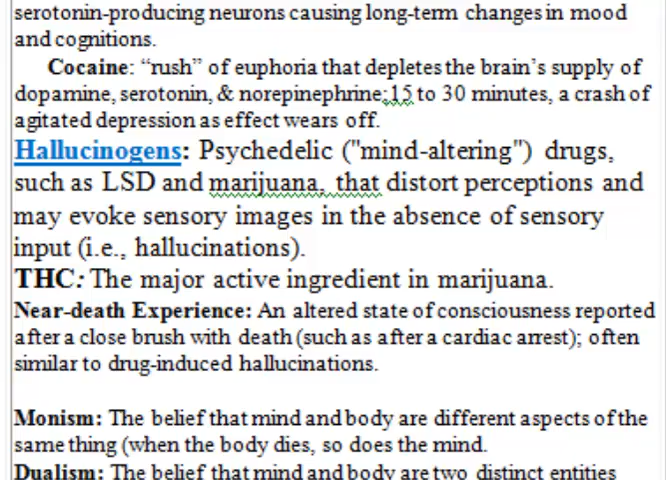 serotonin-producing neurons causing long-term changes in mood
and cognitions.
Cocaine: “rush” of euphoria that depletes the brain’s supply of
dopamine, serotonin, & norepinephrine;15 to 30 minutes, a crash of
agitated depression as effect wears off.
Hallucinogens: Psychedelic ("mind-altering") drugs,
such as LSD and marijuana, that distort perceptions and
may evoke sensory images in the absence of sensory
input (i.e., hallucinations).
THC: The major active ingredient in marijuana.
Near-death Experience: An altered state of consciousness reported
after a close brush with death (such as after a cardiac arrest); often
similar to drug-induced hallucinations.
Monism: The belief that mind and body are different aspects of the
same thing (when the body dies, so does the mind.
Dualism: The belief that mind and body are two distinct entities